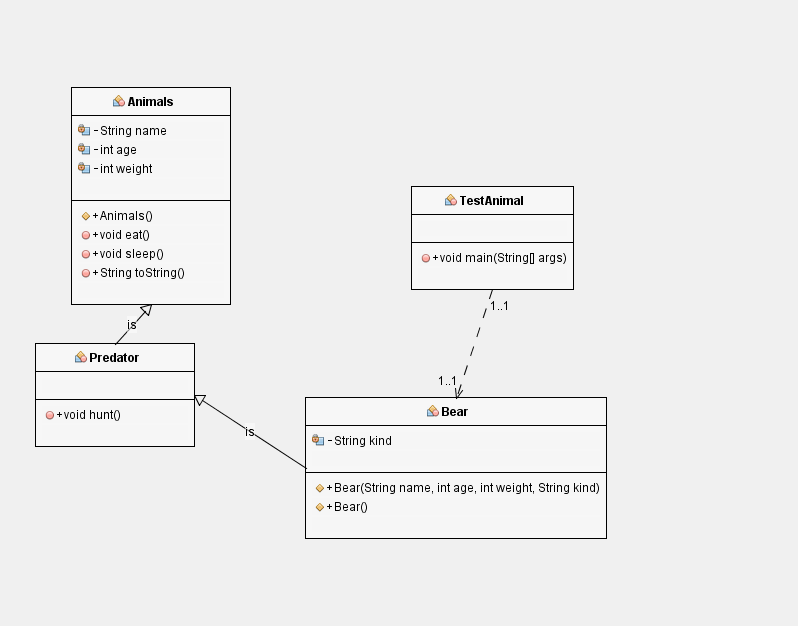 Animals
- String name
- int age
- int weight
+ Animals()
+ void eat()
+ void sleep()
+ String toString()
is
Predator
+ void hunt()
is
TestAnimal
+ void main(String[] args)
1..1
1..1
Bear
- String kind
+ Bear(String name, int age, int weight, String kind)
+ Bear()